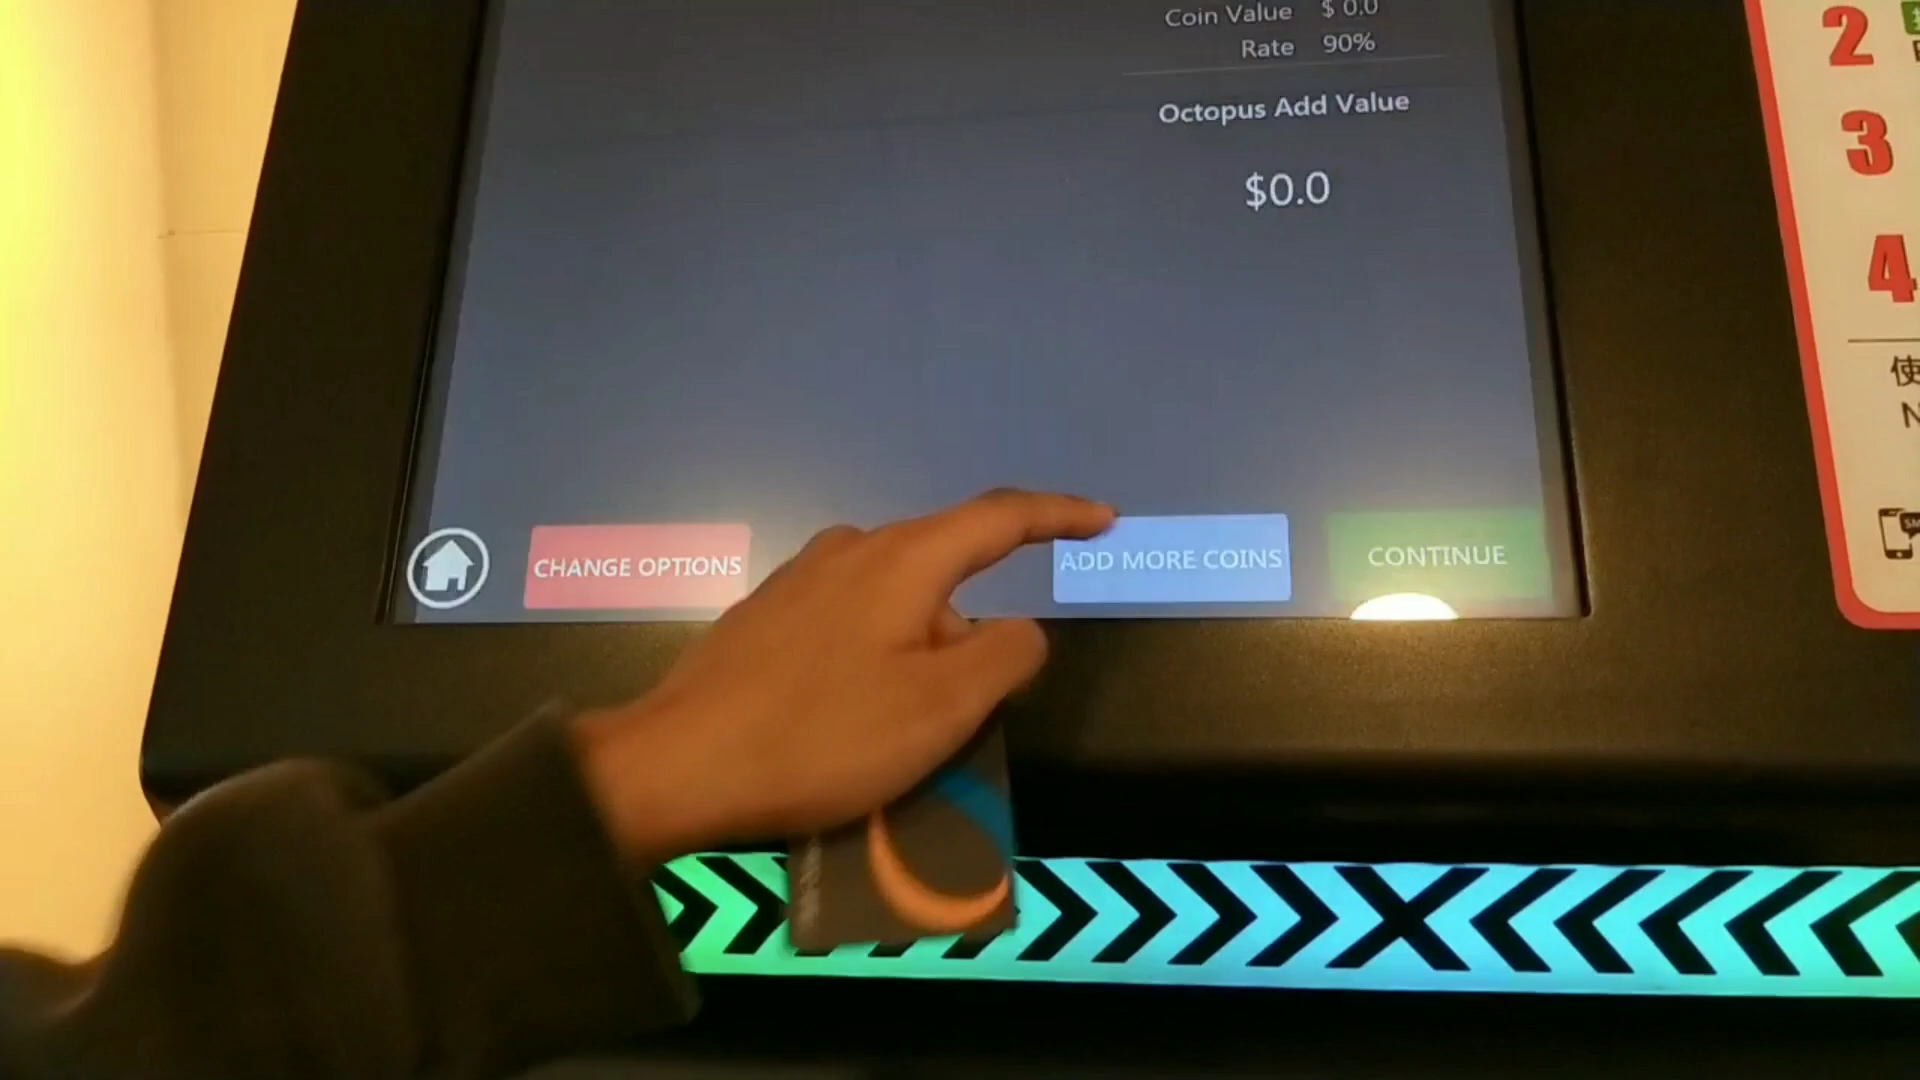 Coin Value $ 0.0
Rate 90%
Octopus Add Value
$0.0
CHANGE OPTIONS
ADD MORE COINS
CONTINUE
2
3
4
使
N